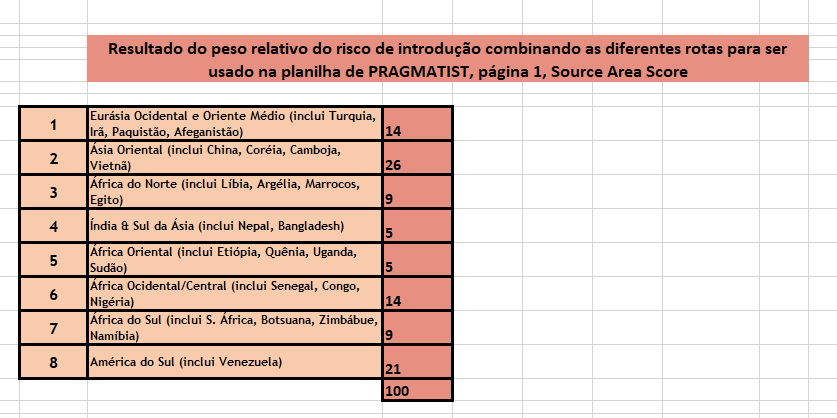 Resultado do peso relativo do risco de introdução combinando as diferentes rotas para ser
usado na planilha de PRAGMATIST, página 1, Source Area Score
1
Eurásia Ocidental e Oriente Médio (inclui Turquia,
Irã, Paquistão, Afeganistão)
14
2
Ásia Oriental (inclui China, Coréia, Camboja,
Vietnã)
26
3
África do Norte (inclui Líbia, Argélia, Marrocos,
Egito)
9
4
Índia & Sul da Ásia (inclui Nepal, Bangladesh)
5
5
África Oriental (inclui Etiópia, Quênia, Uganda,
Sudão)
5
6
África Ocidental/Central (inclui Senegal, Congo,
Nigéria)
14
7
África do Sul (inclui S. África, Botsuana, Zimbábue,
Namíbia)
9
8
América do Sul (inclui Venezuela)
21
100